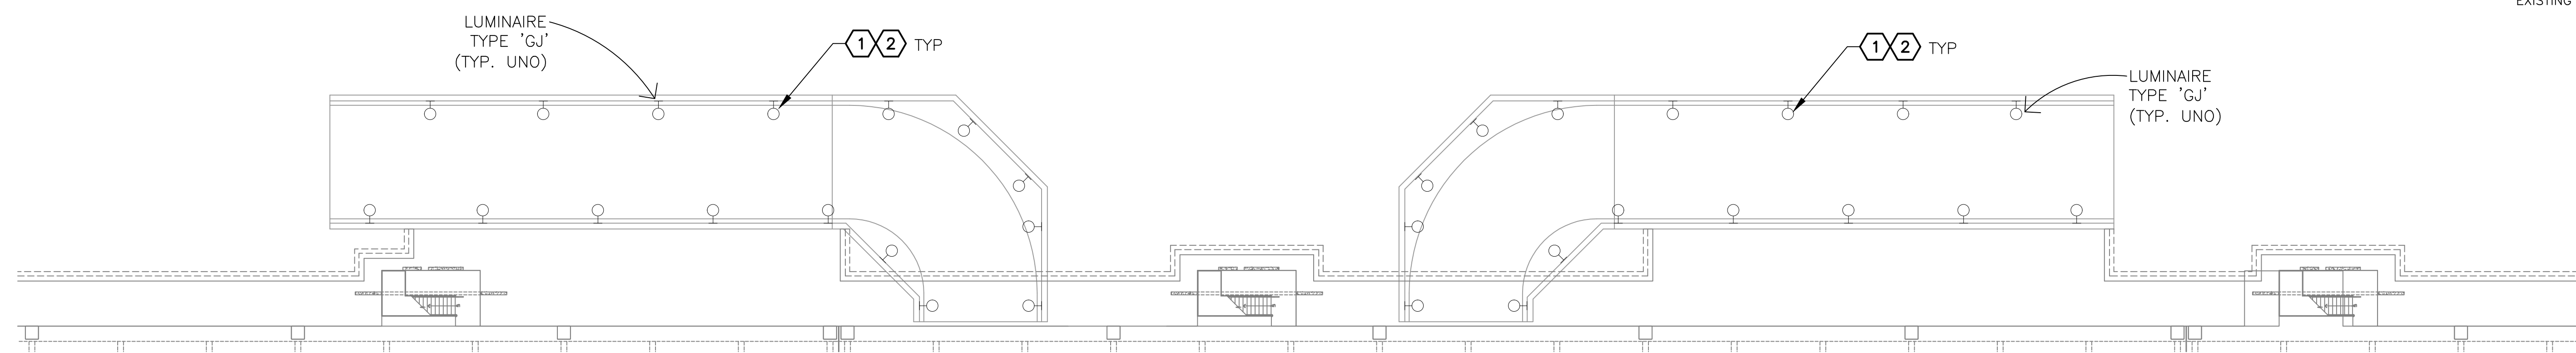 LUMINAIRE
TYPE 'GJ'
(TYP. UNO)
1 2 TYP
1 2 TYP
LUMINAIRE
TYPE 'GJ'
(TYP. UNO)
EXISTING